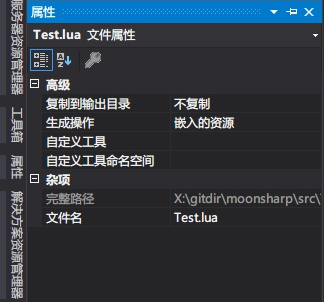 属性
Test.lua 文件属性
高级
复制到输出目录 不复制
生成操作 嵌入的资源
自定义工具
自定义工具命名空间
杂项
完整路径 X:\gitdir\moonsharp\src\
文件名 Test.lua
服务器资源管理器
工具箱
属性
解决方案资源管理器